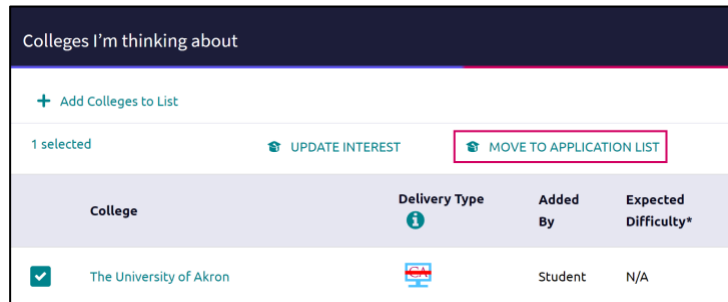 Colleges I'm thinking about
+ Add Colleges to List
1 selected UPDATE INTEREST MOVE TO APPLICATION LIST
College Delivery Type Added By Expected Difficulty*
The University of Akron CA Student N/A